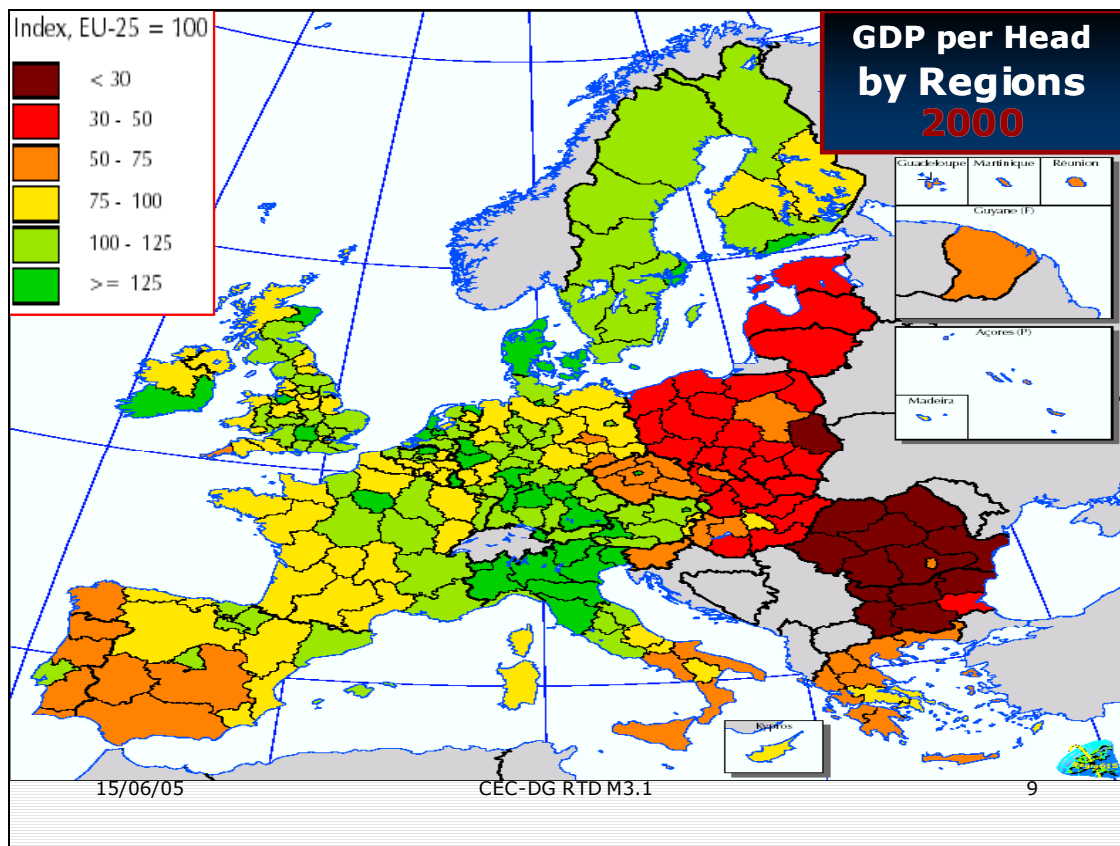 Index, EU-25 = 100
< 30
30 - 50
50 - 75
75 - 100
100 - 125
>= 125
GDP per Head
by Regions
2000
Guadeloupe
Martinique
Réunion
Guyane (F)
Açores (P)
Madeira
Kypros
15/06/05
CEC-DG RTD M3.1
9